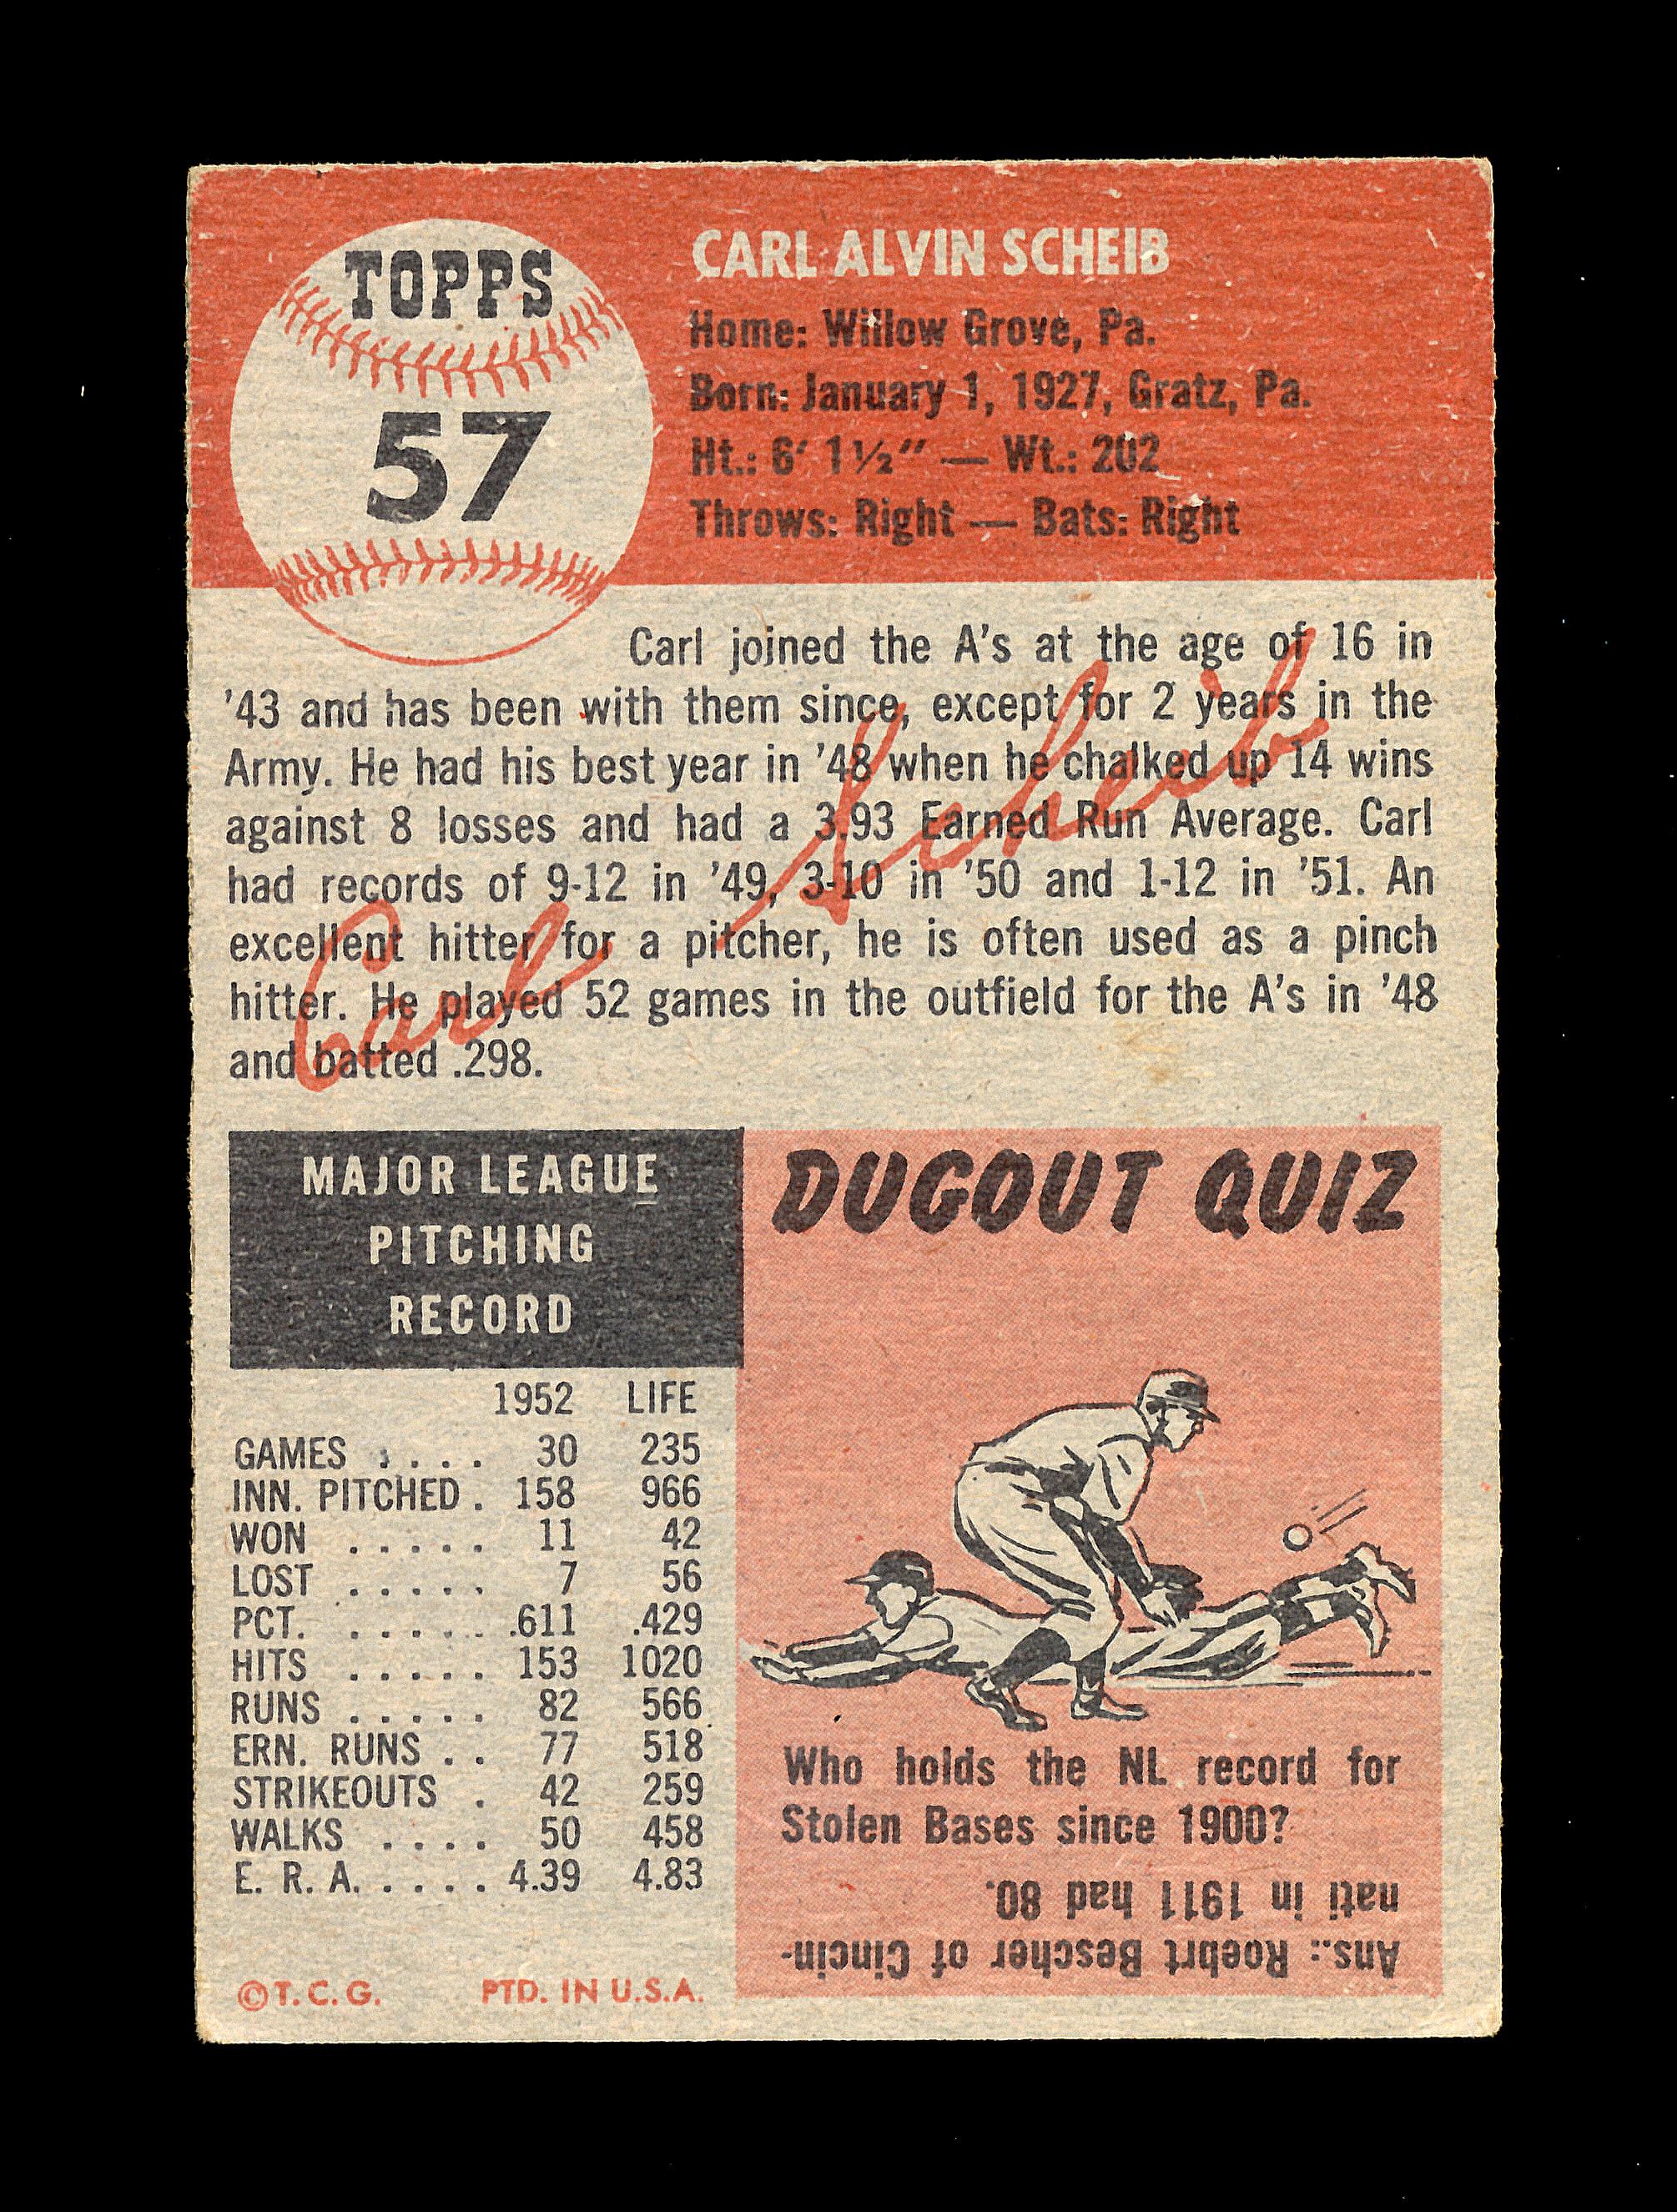 TOPPS
57
CARL ALVIN SCHEIB
Home: Willow Grove, Pa.
Born: January 1, 1927, Gratz, Pa.
Ht.: 6' 1½" — Wt.: 202
Throws: Right — Bats: Right
Carl joined the A's at the age of 16 in
'43 and has been with them since, except for 2 years in the
Army. He had his best year in '48 when he chalked up 14 wins
against 8 losses and had a 3.93 Earned Run Average. Carl
had records of 9-12 in '49, 3-10 in '50 and 1-12 in '51. An
excellent hitter for a pitcher, he is often used as a pinch
hitter. He played 52 games in the outfield for the A's in '48
and batted .298.
Carl Scheib
MAJOR LEAGUE
PITCHING
RECORD
1952 LIFE
GAMES . . . . 30 235
INN. PITCHED . 158 966
WON . . . . . 11 42
LOST . . . . . 7 56
PCT. . . . . . .611 .429
HITS . . . . . 153 1020
RUNS . . . . . 82 566
ERN. RUNS . . 77 518
STRIKEOUTS . 42 259
WALKS . . . . 50 458
E. R. A. . . . . . 4.39 4.83
©T. C. G. PTD. IN U.S.A.
DUGOUT QUIZ
Who holds the NL record for
Stolen Bases since 1900?
Ans.: Roebrt Bescher of Cincin-
nati in 1911 had 80.